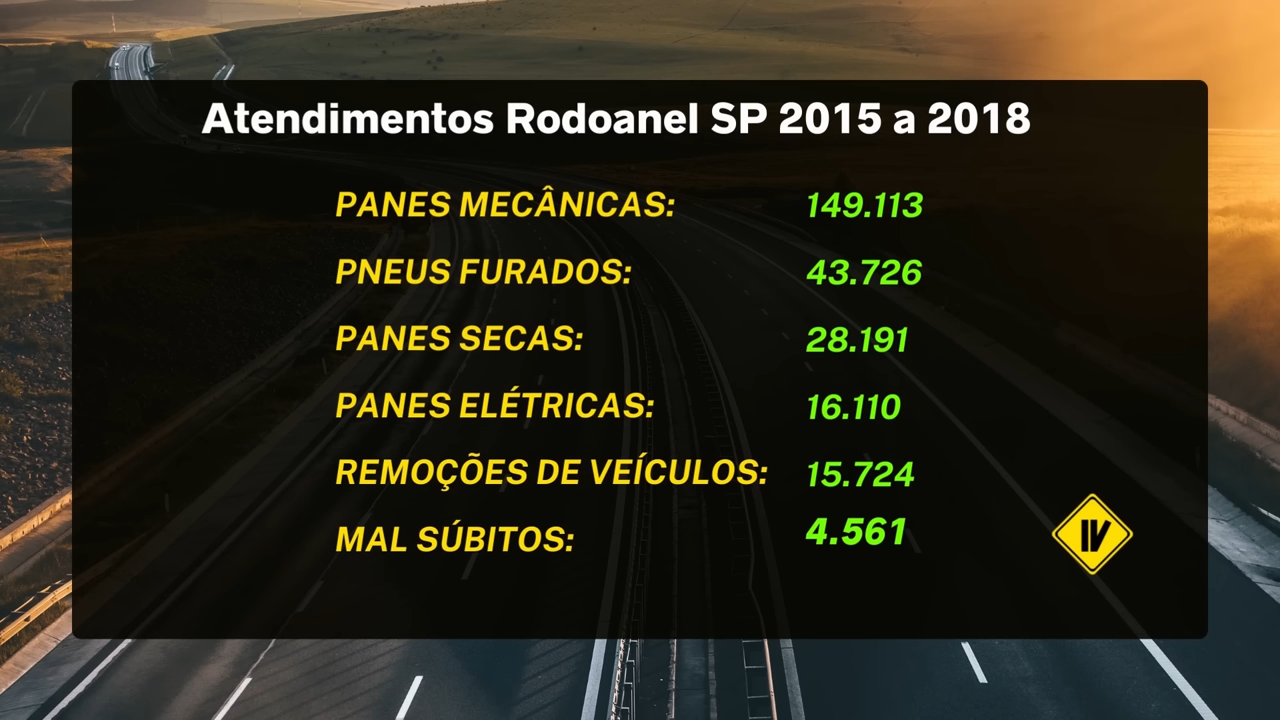 Atendimentos Rodoanel SP 2015 a 2018
PANES MECÂNICAS: 149.113
PNEUS FURADOS: 43.726
PANES SECAS: 28.191
PANES ELÉTRICAS: 16.110
REMOÇÕES DE VEÍCULOS: 15.724
MAL SÚBITOS: 4.561
IV